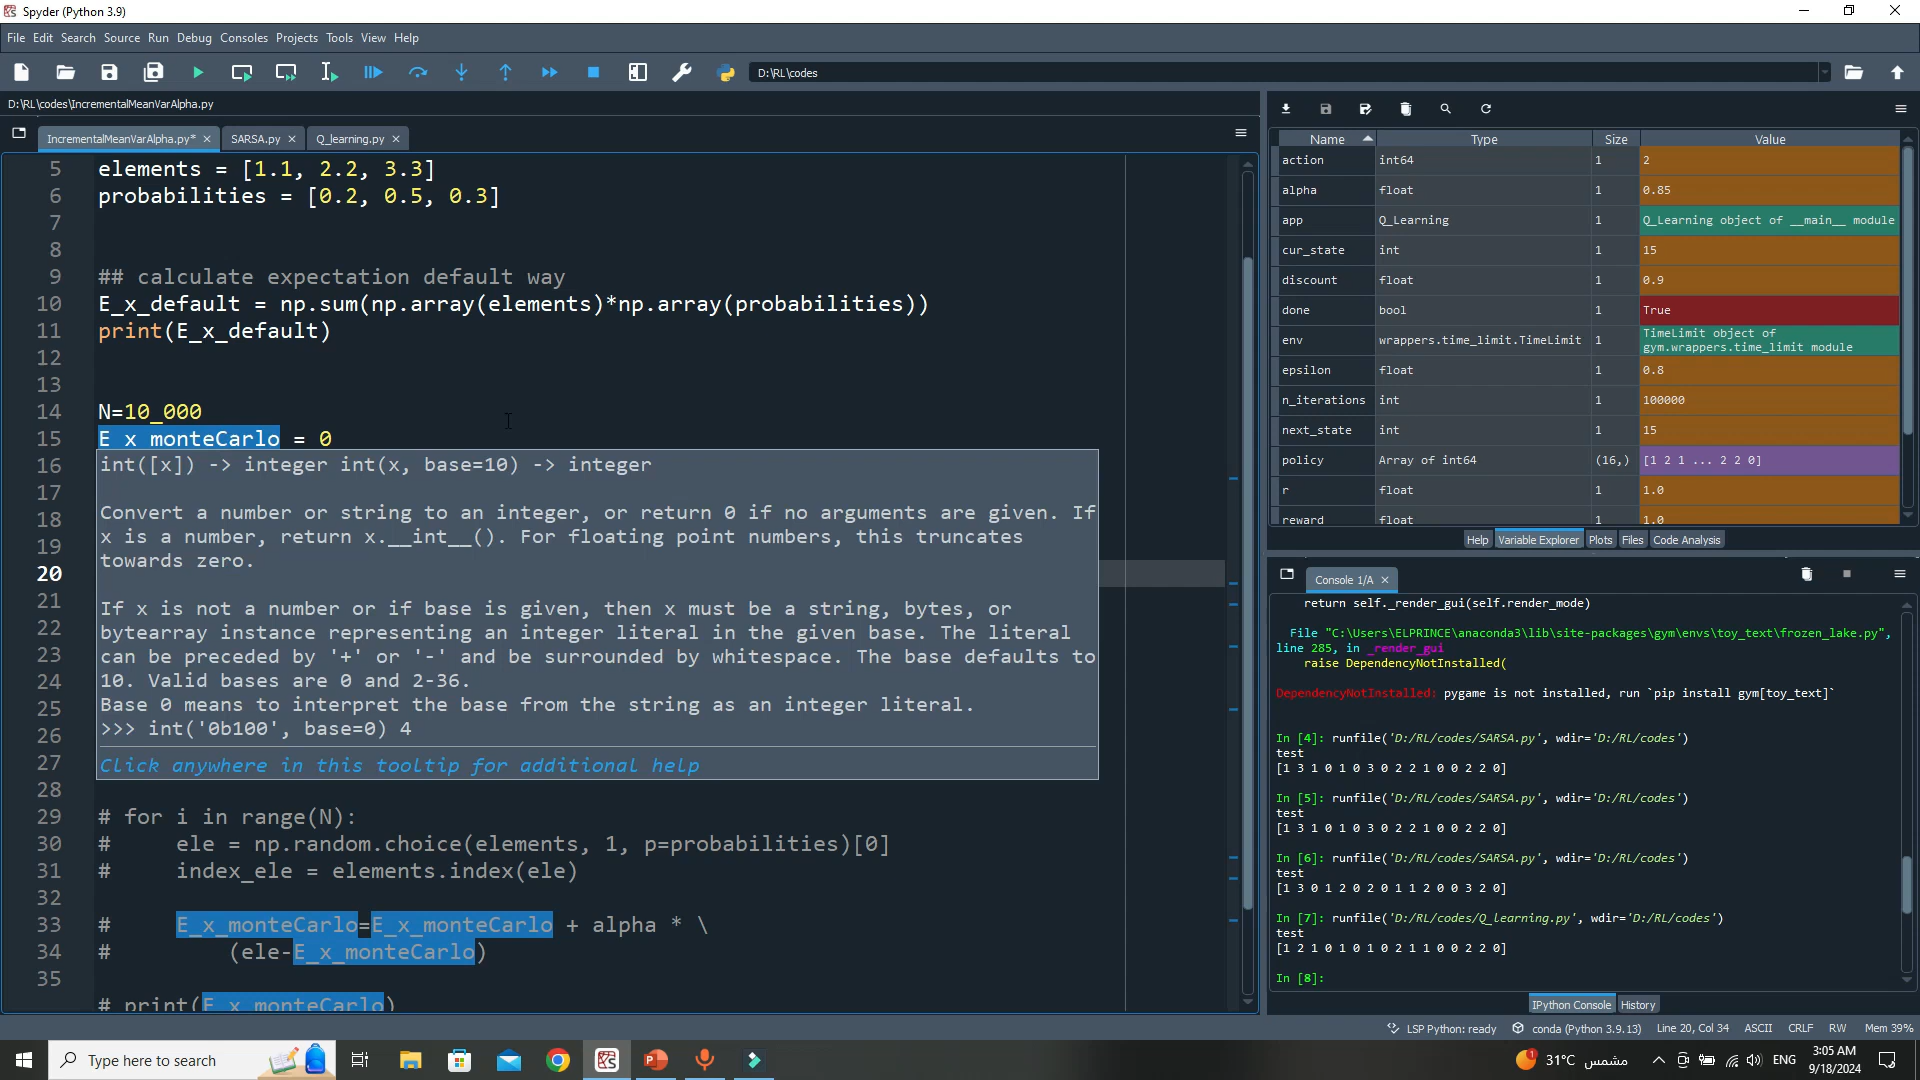 Spyder (Python 3.9)
File Edit Search Source Run Debug Consoles Projects Tools View Help
D:\RL\codes
D:\RL\codes\IncrementalMeanVarAlpha.py
IncrementalMeanVarAlpha.py* SARSA.py Q_learning.py
5 elements = [1.1, 2.2, 3.3]
6 probabilities = [0.2, 0.5, 0.3]
7
8
9 ## calculate expectation default way
10 E_x_default = np.sum(np.array(elements)*np.array(probabilities))
11 print(E_x_default)
12
13
14 N=10_000
15 E_x_monteCarlo = 0
16
17
18
19
20
21
22
23
24
25
26
27
28
int([x]) -> integer int(x, base=10) -> integer
Convert a number or string to an integer, or return 0 if no arguments are given. If
x is a number, return x.__int__(). For floating point numbers, this truncates
towards zero.
If x is not a number or if base is given, then x must be a string, bytes, or
bytearray instance representing an integer literal in the given base. The literal
can be preceded by '+' or '-' and be surrounded by whitespace. The base defaults to
10. Valid bases are 0 and 2-36.
Base 0 means to interpret the base from the string as an integer literal.
>>> int('0b100', base=0) 4
Click anywhere in this tooltip for additional help
29 # for i in range(N):
30 #     ele = np.random.choice(elements, 1, p=probabilities)[0]
31 #     index_ele = elements.index(ele)
32
33 #     E_x_monteCarlo=E_x_monteCarlo + alpha * \
34 #         (ele-E_x_monteCarlo)
35
# print(E_x_monteCarlo)
Name Type Size Value
action int64 1 2
alpha float 1 0.85
app Q_Learning 1 Q_Learning object of __main__ module
cur_state int 1 15
discount float 1 0.9
done bool 1 True
env wrappers.time_limit.TimeLimit 1 TimeLimit object of
gym.wrappers.time_limit module
epsilon float 1 0.8
n_iterations int 1 100000
next_state int 1 15
policy Array of int64 (16,) [1 2 1 ... 2 2 0]
r float 1 1.0
reward float 1 1.0
Help Variable Explorer Plots Files Code Analysis
Console 1/A
return self._render_gui(self.render_mode)
File "C:\Users\ELPRINCE\anaconda3\lib\site-packages\gym\envs\toy_text\frozen_lake.py",
line 285, in _render_gui
raise DependencyNotInstalled(
DependencyNotInstalled: pygame is not installed, run `pip install gym[toy_text]`
In [4]: runfile('D:/RL/codes/SARSA.py', wdir='D:/RL/codes')
test
[1 3 1 0 1 0 3 0 2 2 1 0 0 2 2 0]
In [5]: runfile('D:/RL/codes/SARSA.py', wdir='D:/RL/codes')
test
[1 3 1 0 1 0 3 0 2 2 1 0 0 2 2 0]
In [6]: runfile('D:/RL/codes/SARSA.py', wdir='D:/RL/codes')
test
[1 3 0 1 2 0 2 0 1 1 2 0 0 3 2 0]
In [7]: runfile('D:/RL/codes/Q_learning.py', wdir='D:/RL/codes')
test
[1 2 1 0 1 0 1 0 2 1 1 0 0 2 2 0]
In [8]:
IPython Console History
LSP Python: ready conda (Python 3.9.13) Line 20, Col 34 ASCII CRLF RW Mem 39%
Type here to search
1 31°C مشمس ENG 3:05 AM
9/18/2024